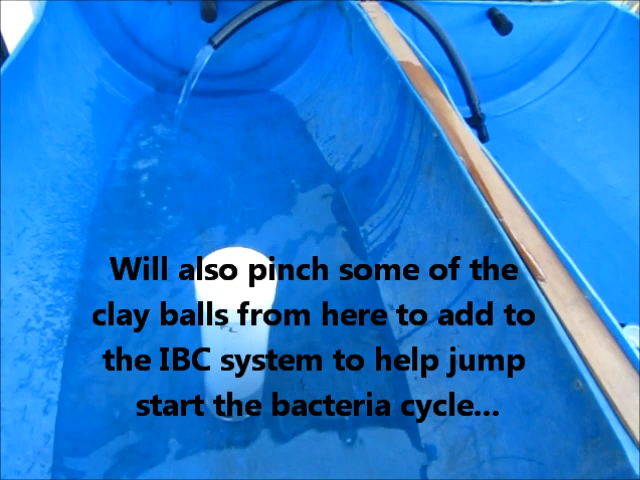 Will also pinch some of the
clay balls from here to add to
the IBC system to help jump
start the bacteria cycle...